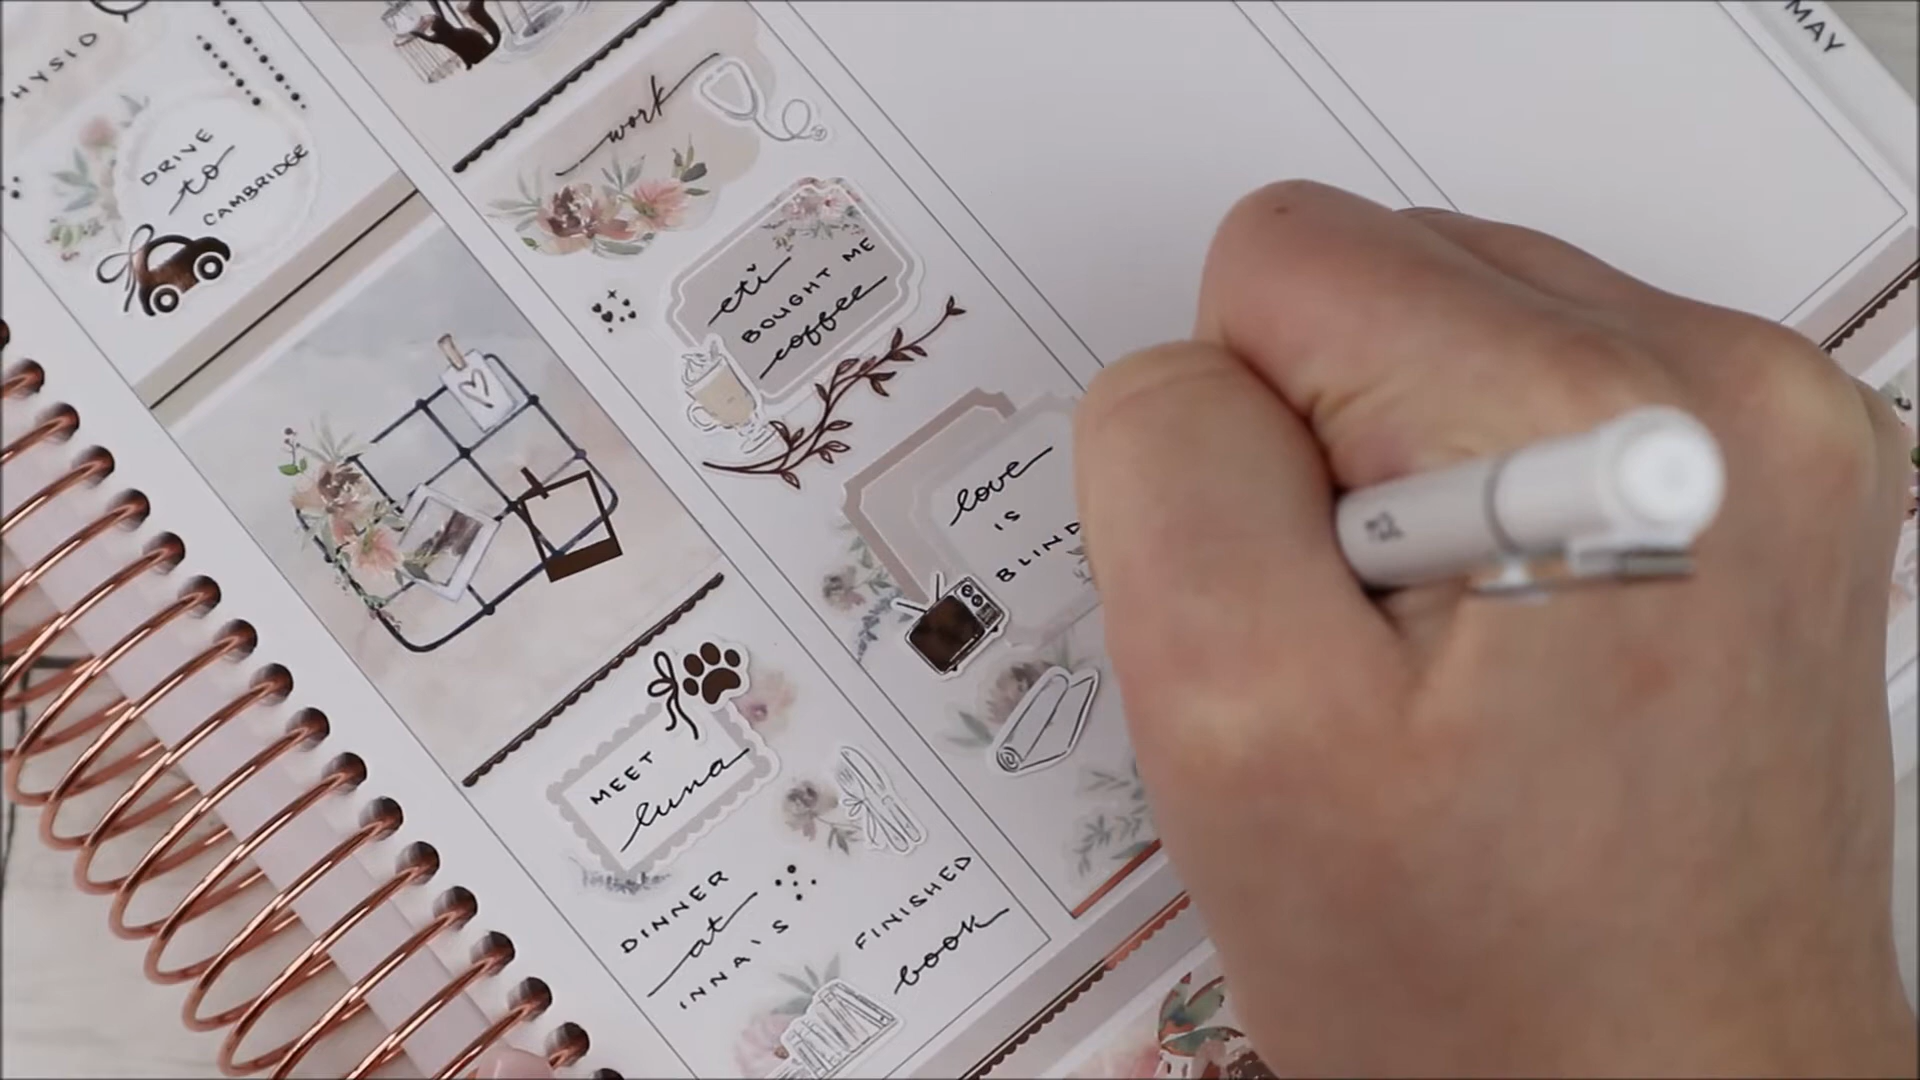 PHYSIO
DRIVE
to
CAMBRIDGE
work
eti
BOUGHT ME
coffee
love
IS
BLIND
MEET
luna
DINNER
at
INNA'S
FINISHED
book
MAY